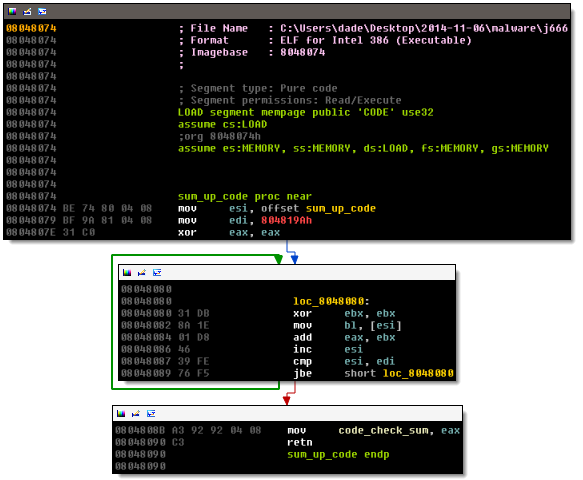 08048074 ; File Name : C:\Users\dade\Desktop\2014-11-06\malware\j666
08048074 ; Format : ELF for Intel 386 (Executable)
08048074 ; Imagebase : 8048074
08048074 ;
08048074
08048074 ; Segment type: Pure code
08048074 ; Segment permissions: Read/Execute
08048074 LOAD segment mempage public 'CODE' use32
08048074 assume cs:LOAD
08048074 ;org 8048074h
08048074 assume es:MEMORY, ss:MEMORY, ds:LOAD, fs:MEMORY, gs:MEMORY
08048074
08048074
08048074
08048074 sum_up_code proc near
08048074 BE 74 80 04 08 mov esi, offset sum_up_code
08048079 BF 9A 81 04 08 mov edi, 804819Ah
0804807E 31 C0 xor eax, eax
08048080
08048080 loc_8048080:
08048080 31 DB xor ebx, ebx
08048082 8A 1E mov bl, [esi]
08048084 01 D8 add eax, ebx
08048086 46 inc esi
08048087 39 FE cmp esi, edi
08048089 76 F5 jbe short loc_8048080
0804808B A3 92 92 04 08 mov code_check_sum, eax
08048090 C3 retn
08048090 sum_up_code endp
08048090